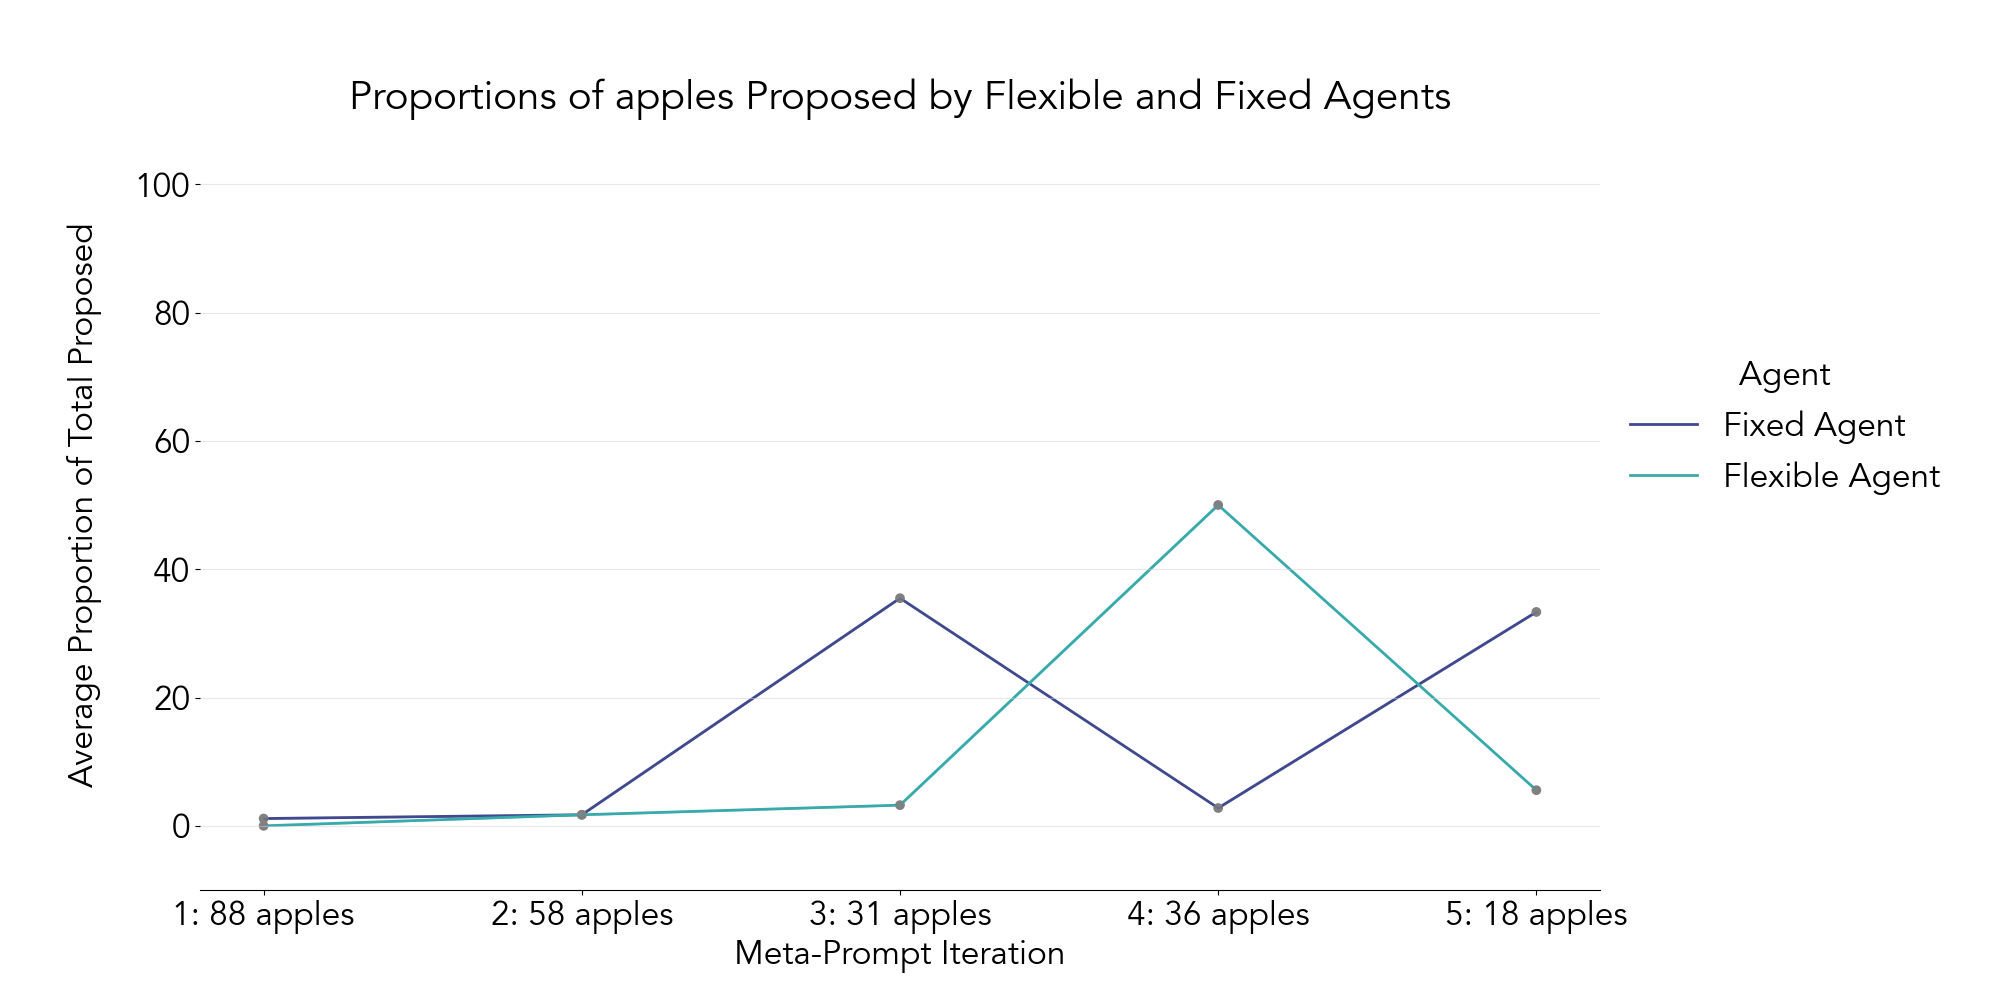 Proportions of apples Proposed by Flexible and Fixed Agents
Average Proportion of Total Proposed
100
80
60
40
20
0
1: 88 apples
2: 58 apples
3: 31 apples
4: 36 apples
5: 18 apples
Meta-Prompt Iteration
Agent
Fixed Agent
Flexible Agent